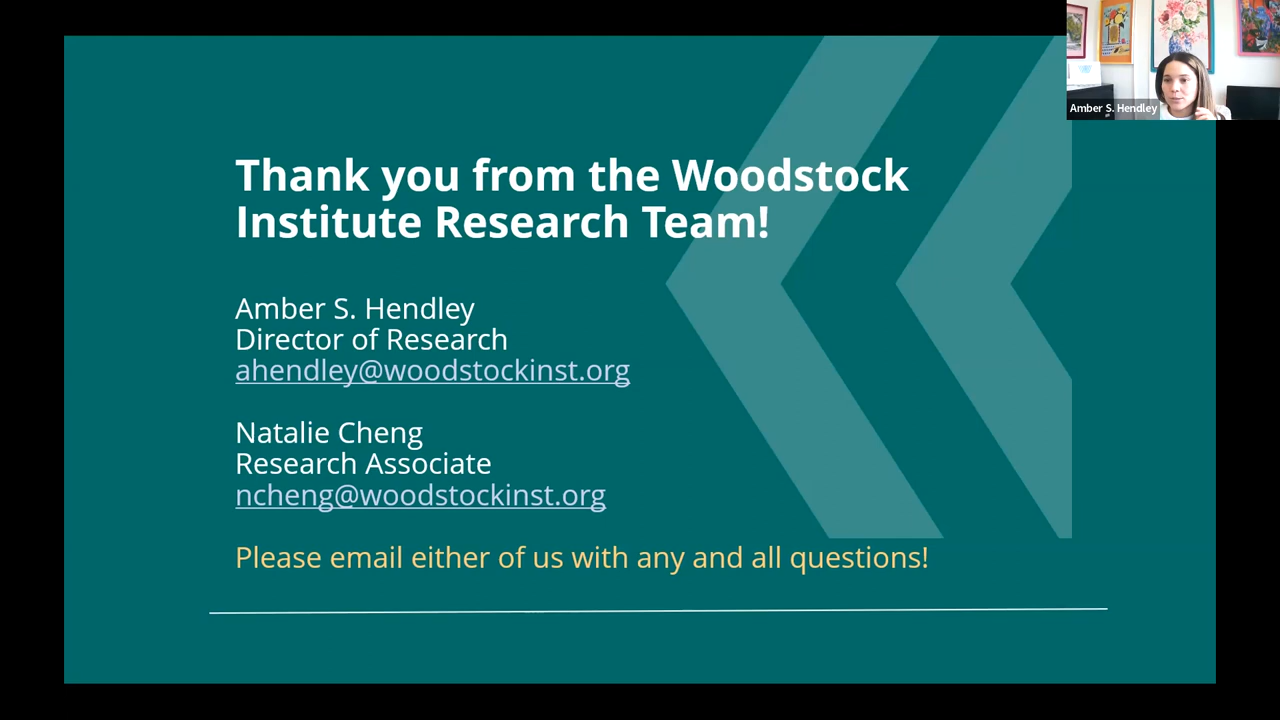 Amber S. Hendley
Thank you from the Woodstock
Institute Research Team!
Amber S. Hendley
Director of Research
ahendley@woodstockinst.org
Natalie Cheng
Research Associate
ncheng@woodstockinst.org
Please email either of us with any and all questions!